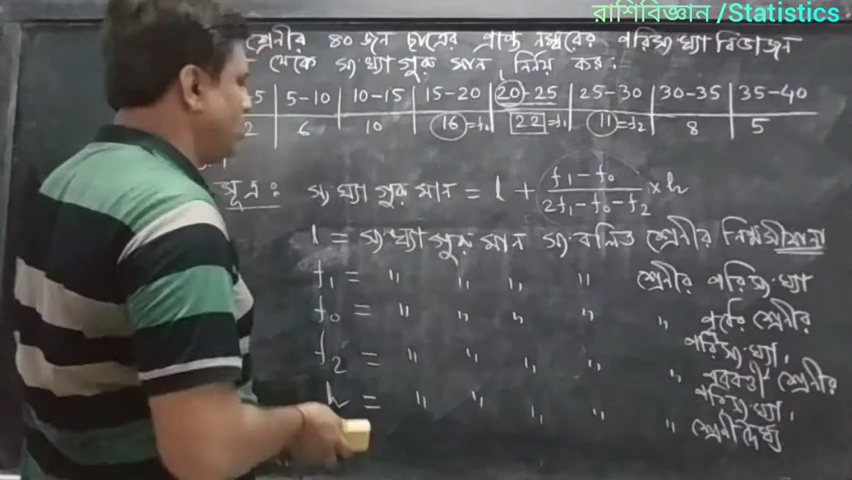 রাশিবিজ্ঞান /Statistics
শ্রেণীর ৪০ জন ছাত্রের প্রাপ্ত নম্বরের পরিসংখ্যা বিভাজন
থেকে সংখ্যাগুরু মান নির্ণয় কর:
5 | 5-10 | 10-15 | 15-20 | 20-25 | 25-30 | 30-35 | 35-40
2 | 6 | 10 | 16=f₀ | 22=f₁ | 11=f₂ | 8 | 5
সূত্র: সংখ্যাগুরু মান = l + (f₁-f₀)/(2f₁-f₀-f₂) × h
l = সংখ্যাগুরু মান সংবলিত শ্রেণীর নিম্নসীমানা
f₁ = " " " শ্রেণীর পরিসংখ্যা
f₀ = " " " " পূর্বের শ্রেণীর পরিসংখ্যা,
f₂ = " " " " পরবর্তী শ্রেণীর পরিসংখ্যা,
h = " " " " " শ্রেণী দৈর্ঘ্য